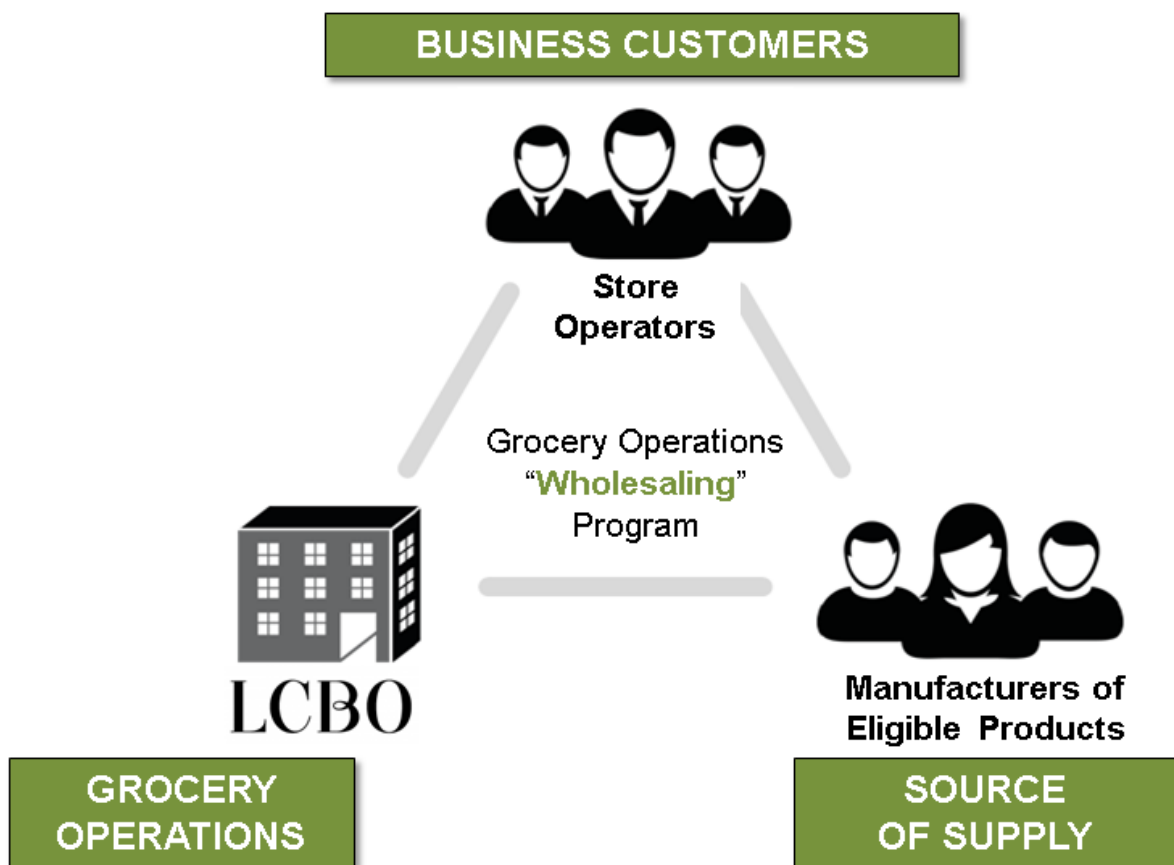 BUSINESS CUSTOMERS
Store
Operators
Grocery Operations
“Wholesaling”
Program
LCBO
Manufacturers of
Eligible Products
GROCERY
OPERATIONS
SOURCE
OF SUPPLY